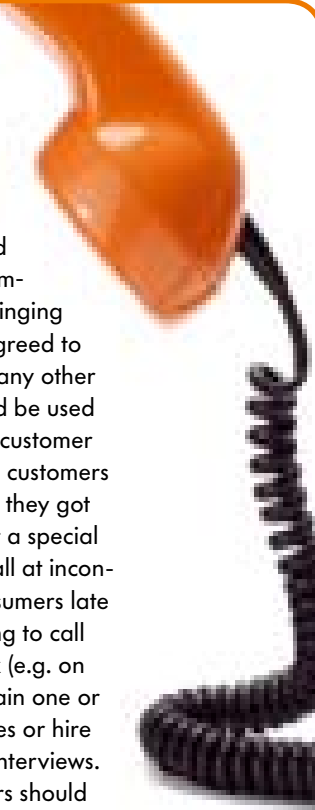 d
m-
inging
greed to
any other
d be used
customer
customers
they got
a special
all at incon-
sumers late
ng to call
(e.g. on
ain one or
es or hire
nterviews.
rs should